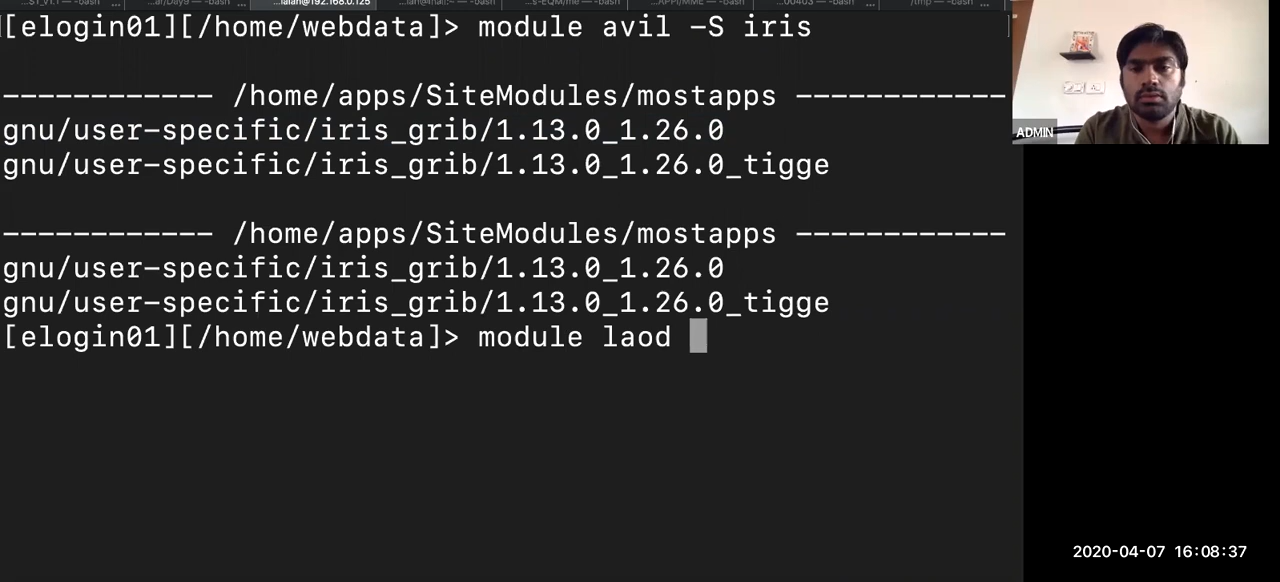 [elogin01][/home/webdata]> module avil -S iris
------------ /home/apps/SiteModules/mostapps ------------
gnu/user-specific/iris_grib/1.13.0_1.26.0
gnu/user-specific/iris_grib/1.13.0_1.26.0_tigge
------------ /home/apps/SiteModules/mostapps ------------
gnu/user-specific/iris_grib/1.13.0_1.26.0
gnu/user-specific/iris_grib/1.13.0_1.26.0_tigge
[elogin01][/home/webdata]> module laod
ADMIN
2020-04-07 16:08:37